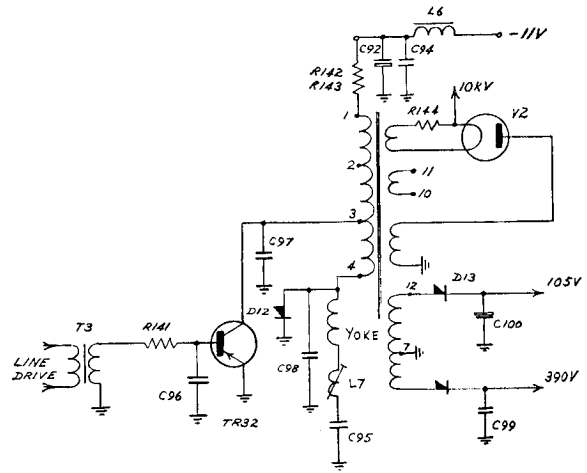 L6
-11V
C92
C94
R142
R143
10KV
V2
R144
1
2
11
10
3
C97
4
12
D13
105V
D12
C100
T3
R141
YOKE
7
LINE
DRIVE
C98
L7
390V
C96
TR32
C95
C99